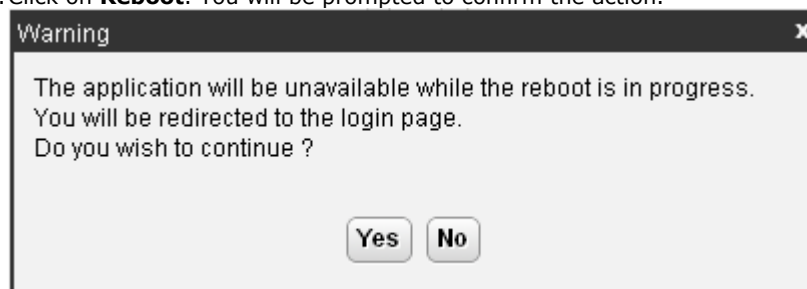 Click on Reboot. You will be prompted to confirm the action.
Warning x
The application will be unavailable while the reboot is in progress.
You will be redirected to the login page.
Do you wish to continue ?
Yes No